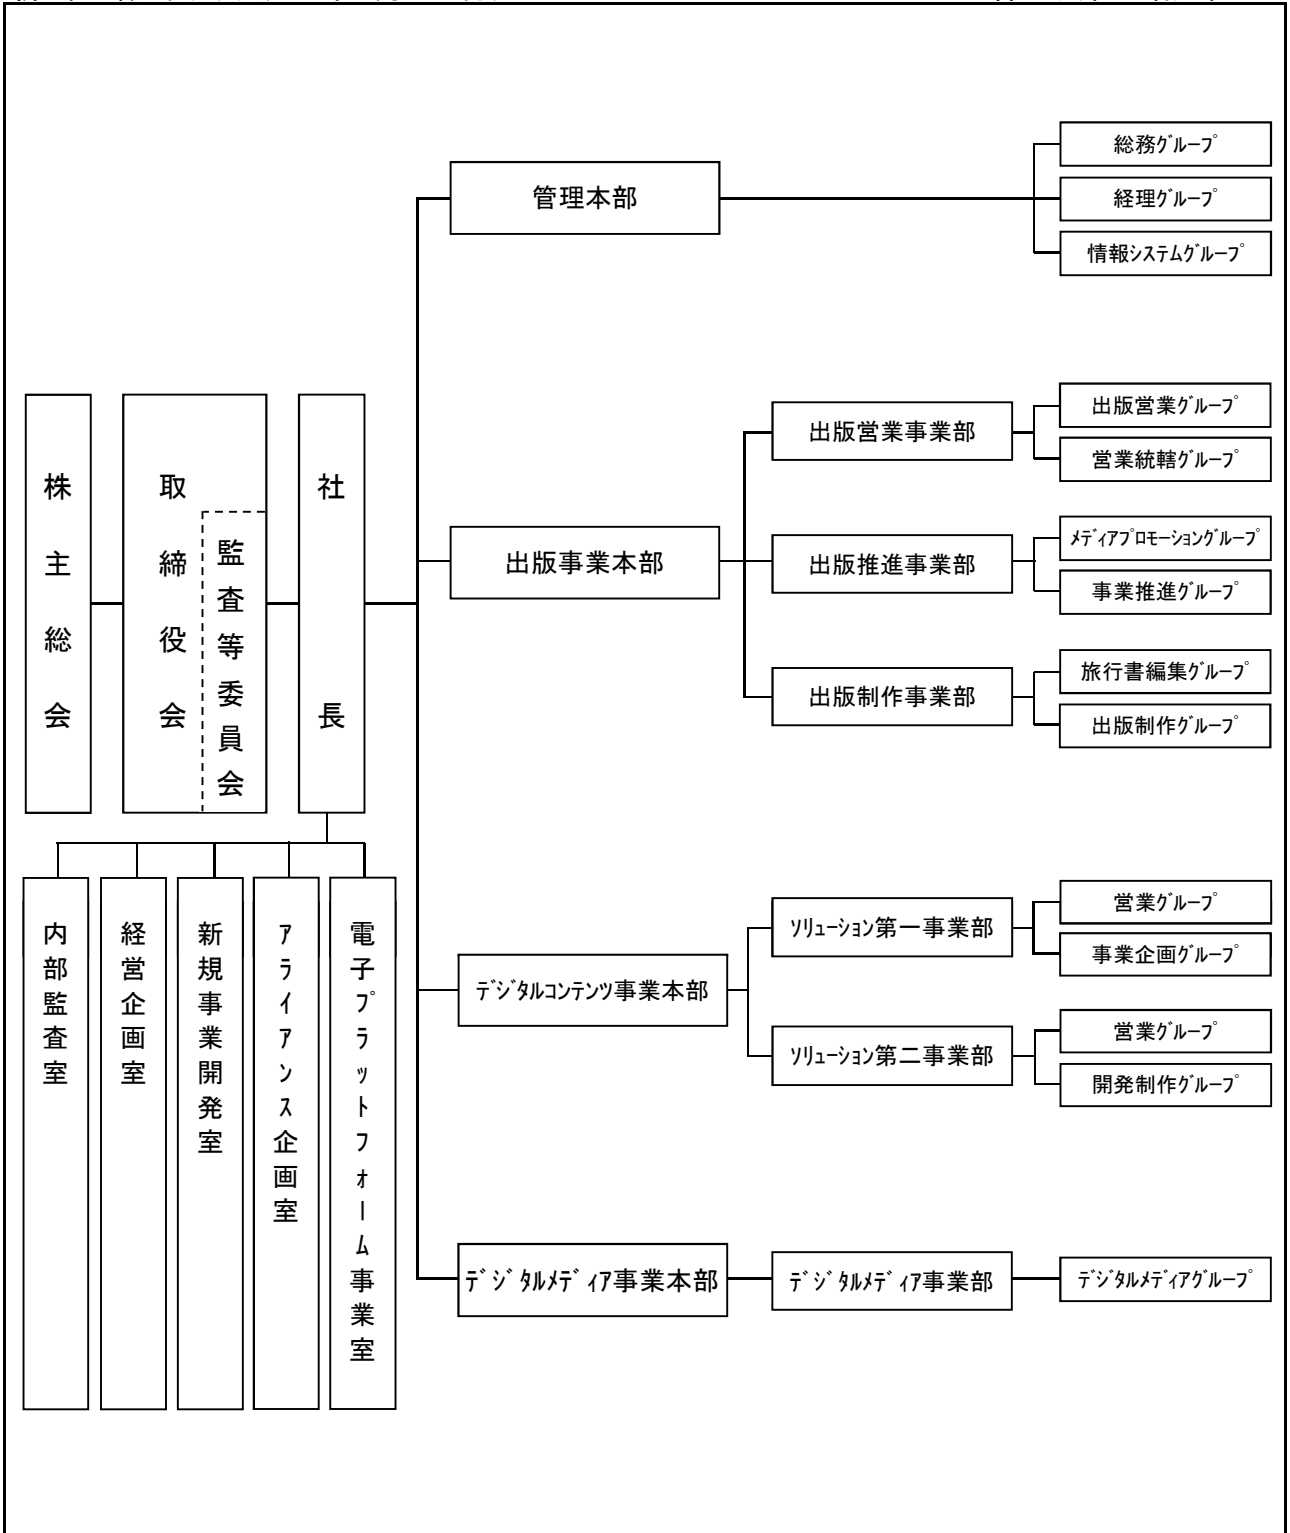 管理本部
総務ｸﾞﾙｰﾌﾟ
経理ｸﾞﾙｰﾌﾟ
情報ｼｽﾃﾑｸﾞﾙｰﾌﾟ
株主総会
取締役会
監査等委員会
社長
出版事業本部
出版営業事業部
出版営業ｸﾞﾙｰﾌﾟ
営業統轄ｸﾞﾙｰﾌﾟ
出版推進事業部
ﾒﾃﾞｨｱﾌﾟﾛﾓｰｼｮﾝｸﾞﾙｰﾌﾟ
事業推進ｸﾞﾙｰﾌﾟ
出版制作事業部
旅行書編集ｸﾞﾙｰﾌﾟ
出版制作ｸﾞﾙｰﾌﾟ
内部監査室
経営企画室
新規事業開発室
ｱﾗｲｱﾝｽ企画室
電子ﾌﾟﾗｯﾄﾌｫｰﾑ事業室
ﾃﾞｼﾞﾀﾙｺﾝﾃﾝﾂ事業本部
ｿﾘｭｰｼｮﾝ第一事業部
営業ｸﾞﾙｰﾌﾟ
事業企画ｸﾞﾙｰﾌﾟ
ｿﾘｭｰｼｮﾝ第二事業部
営業ｸﾞﾙｰﾌﾟ
開発制作ｸﾞﾙｰﾌﾟ
ﾃﾞｼﾞﾀﾙﾒﾃﾞｨｱ事業本部
ﾃﾞｼﾞﾀﾙﾒﾃﾞｨｱ事業部
ﾃﾞｼﾞﾀﾙﾒﾃﾞｨｱｸﾞﾙｰﾌﾟ